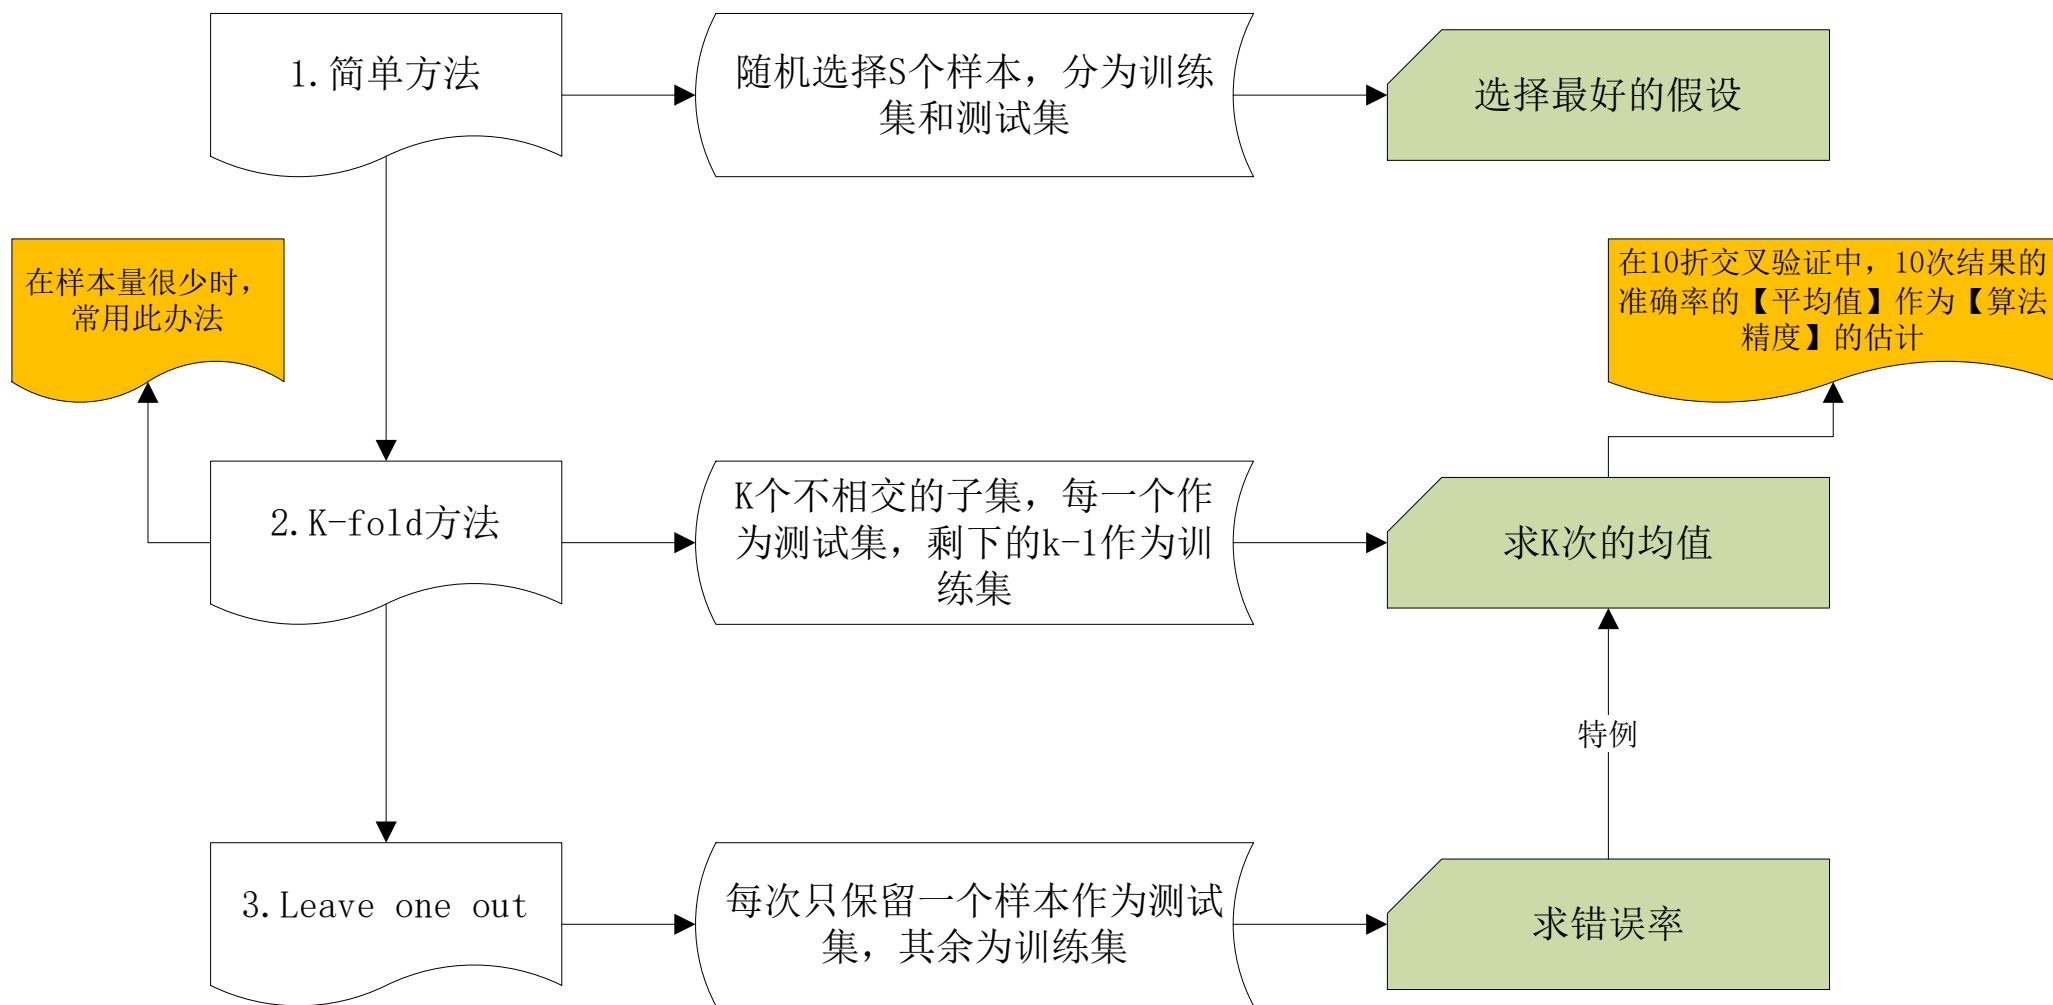 1.简单方法
随机选择S个样本，分为训练
集和测试集
选择最好的假设
在样本量很少时，
常用此办法
在10折交叉验证中，10次结果的
准确率的【平均值】作为【算法
精度】的估计
2.K-fold方法
K个不相交的子集，每一个作
为测试集，剩下的k-1作为训
练集
求K次的均值
特例
3.Leave one out
每次只保留一个样本作为测试
集，其余为训练集
求错误率